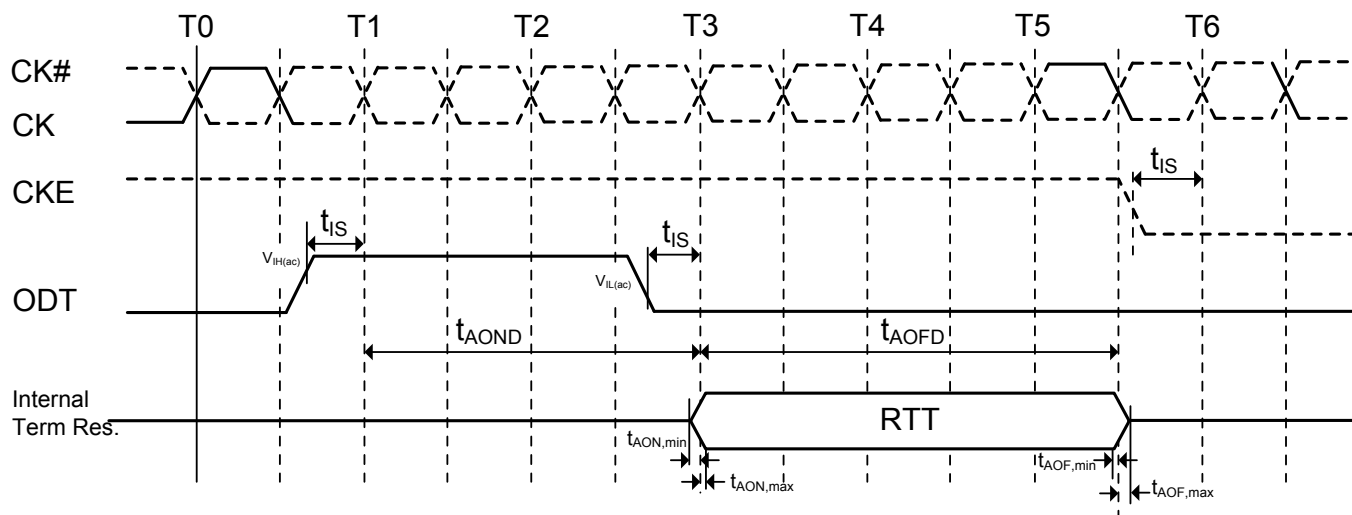 T0 T1 T2 T3 T4 T5 T6
CK#
CK
CKE
tIS
tIS
tIS
VIH(ac)
VIL(ac)
ODT
tAOND
tAOFD
Internal
Term Res.
RTT
tAON,min
tAOF,min
tAON,max
tAOF,max